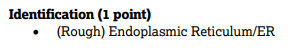 Identification (1 point)
• (Rough) Endoplasmic Reticulum/ER